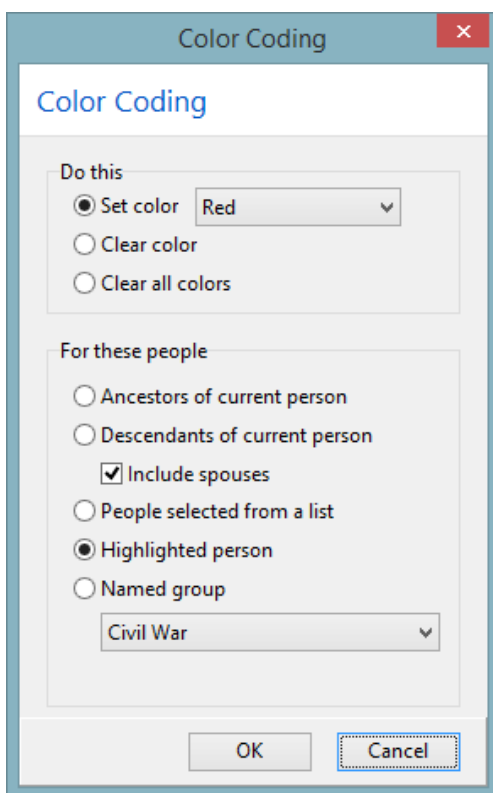 Color Coding
Color Coding
Do this
Set color Red
Clear color
Clear all colors
For these people
Ancestors of current person
Descendants of current person
Include spouses
People selected from a list
Highlighted person
Named group
Civil War
OK Cancel